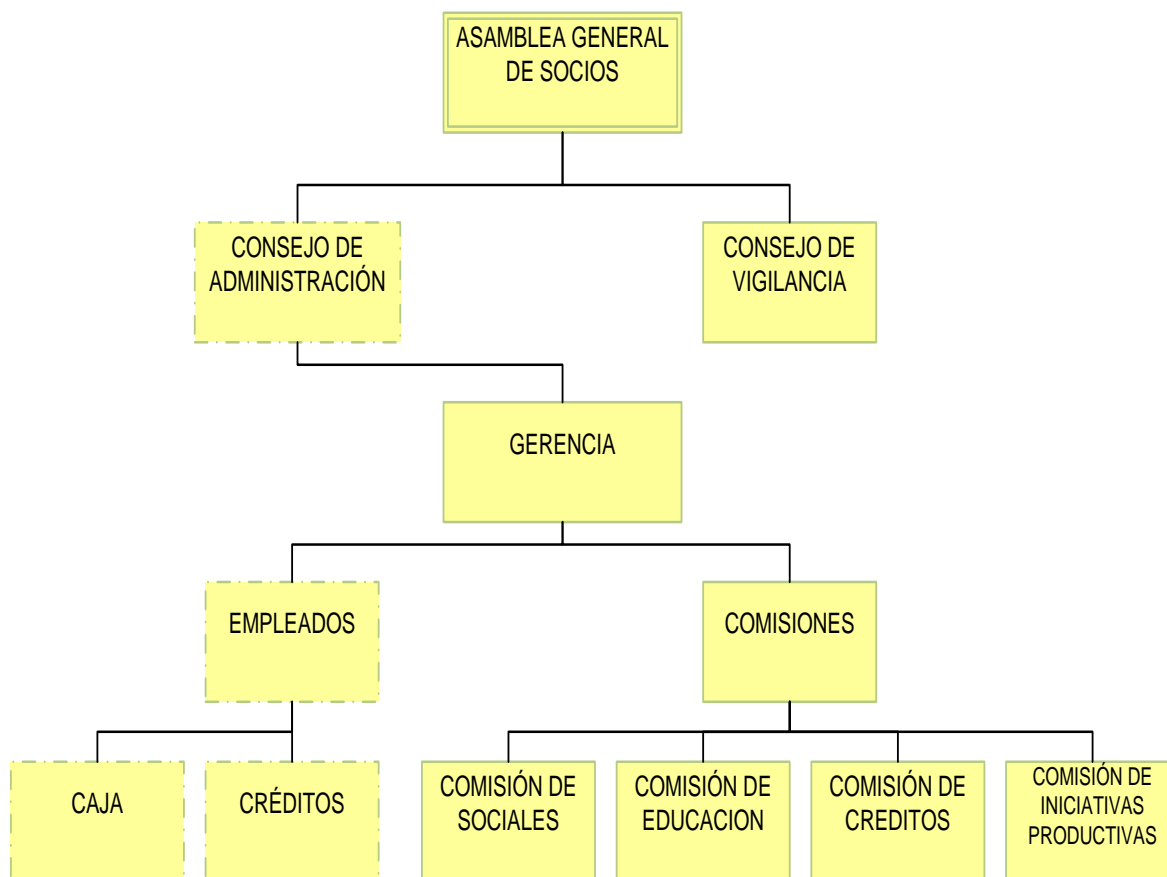 ASAMBLEA GENERAL
DE SOCIOS
CONSEJO DE
ADMINISTRACIÓN
CONSEJO DE
VIGILANCIA
GERENCIA
EMPLEADOS
COMISIONES
CAJA
CRÉDITOS
COMISIÓN DE
SOCIALES
COMISIÓN DE
EDUCACION
COMISIÓN DE
CREDITOS
COMISIÓN DE
INICIATIVAS
PRODUCTIVAS